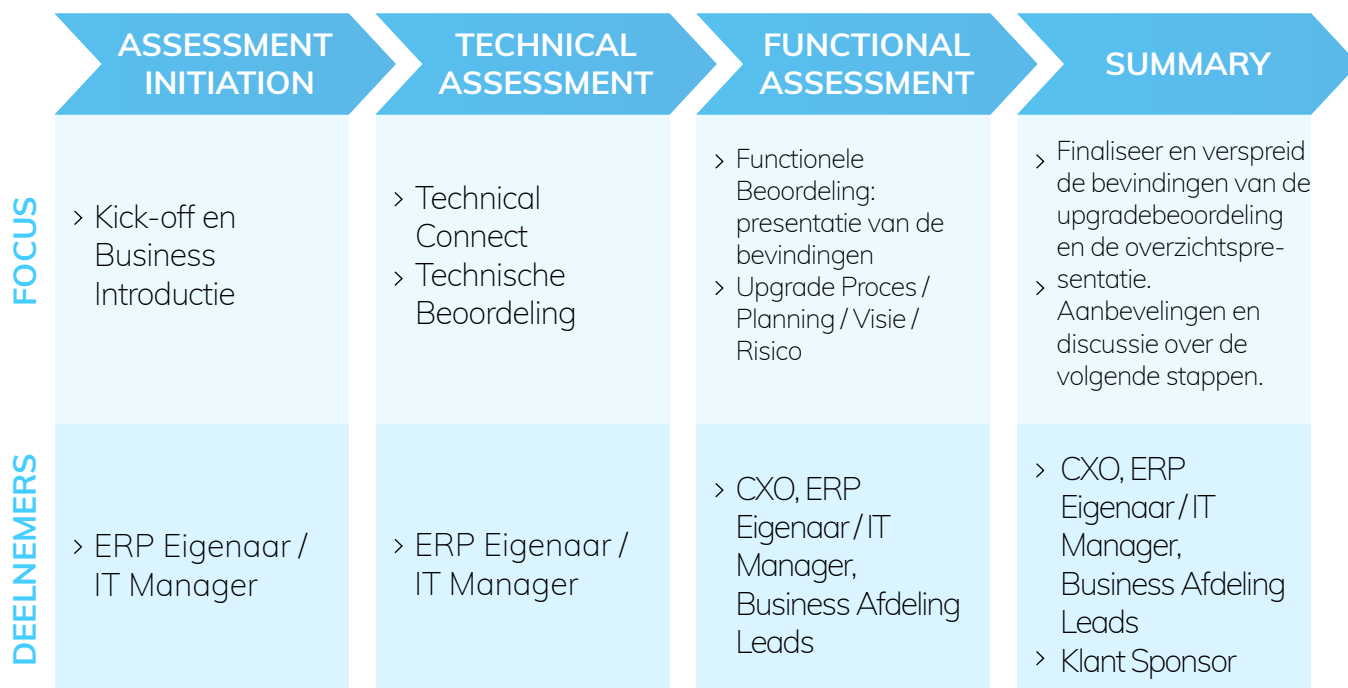 ASSESSMENT
INITIATION
TECHNICAL
ASSESSMENT
FUNCTIONAL
ASSESSMENT
SUMMARY
FOCUS
> Kick-off en
Business
Introductie
> Technical
Connect
> Technische
Beoordeling
> Functionele
Beoordeling:
presentatie van de
bevindingen
> Upgrade Proces /
Planning / Visie /
Risico
> Finaliseer en verspreid
de bevindingen van de
upgradebeoordeling
en de overzichtspre-
> sentatie.
Aanbevelingen en
discussie over de
volgende stappen.
DEELNEMERS
> ERP Eigenaar /
IT Manager
> ERP Eigenaar /
IT Manager
> CXO, ERP
Eigenaar / IT
Manager,
Business Afdeling
Leads
> CXO, ERP
Eigenaar / IT
Manager,
Business Afdeling
Leads
> Klant Sponsor